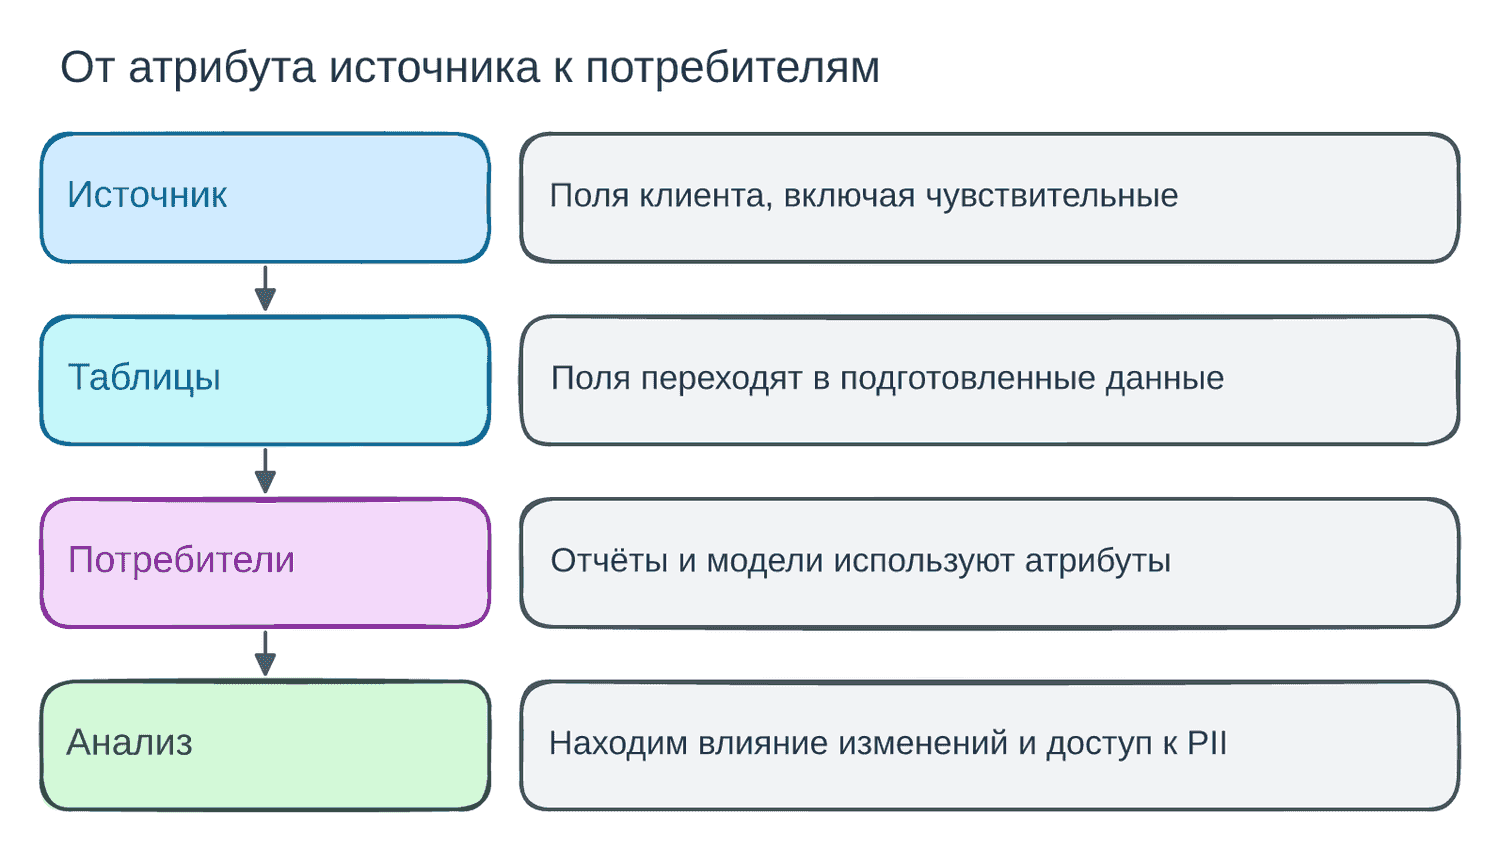 От атрибута источника к потребителям
Источник
Поля клиента, включая чувствительные
Таблицы
Поля переходят в подготовленные данные
Потребители
Отчёты и модели используют атрибуты
Анализ
Находим влияние изменений и доступ к PII